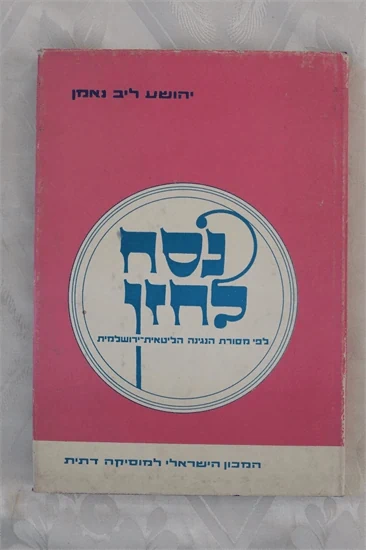 יהושע ליב נאמן
נסח
לחזן
לפי מסורת הנגינה הליטאית־ירושלמית
המכון הישראלי למוסיקה דתית